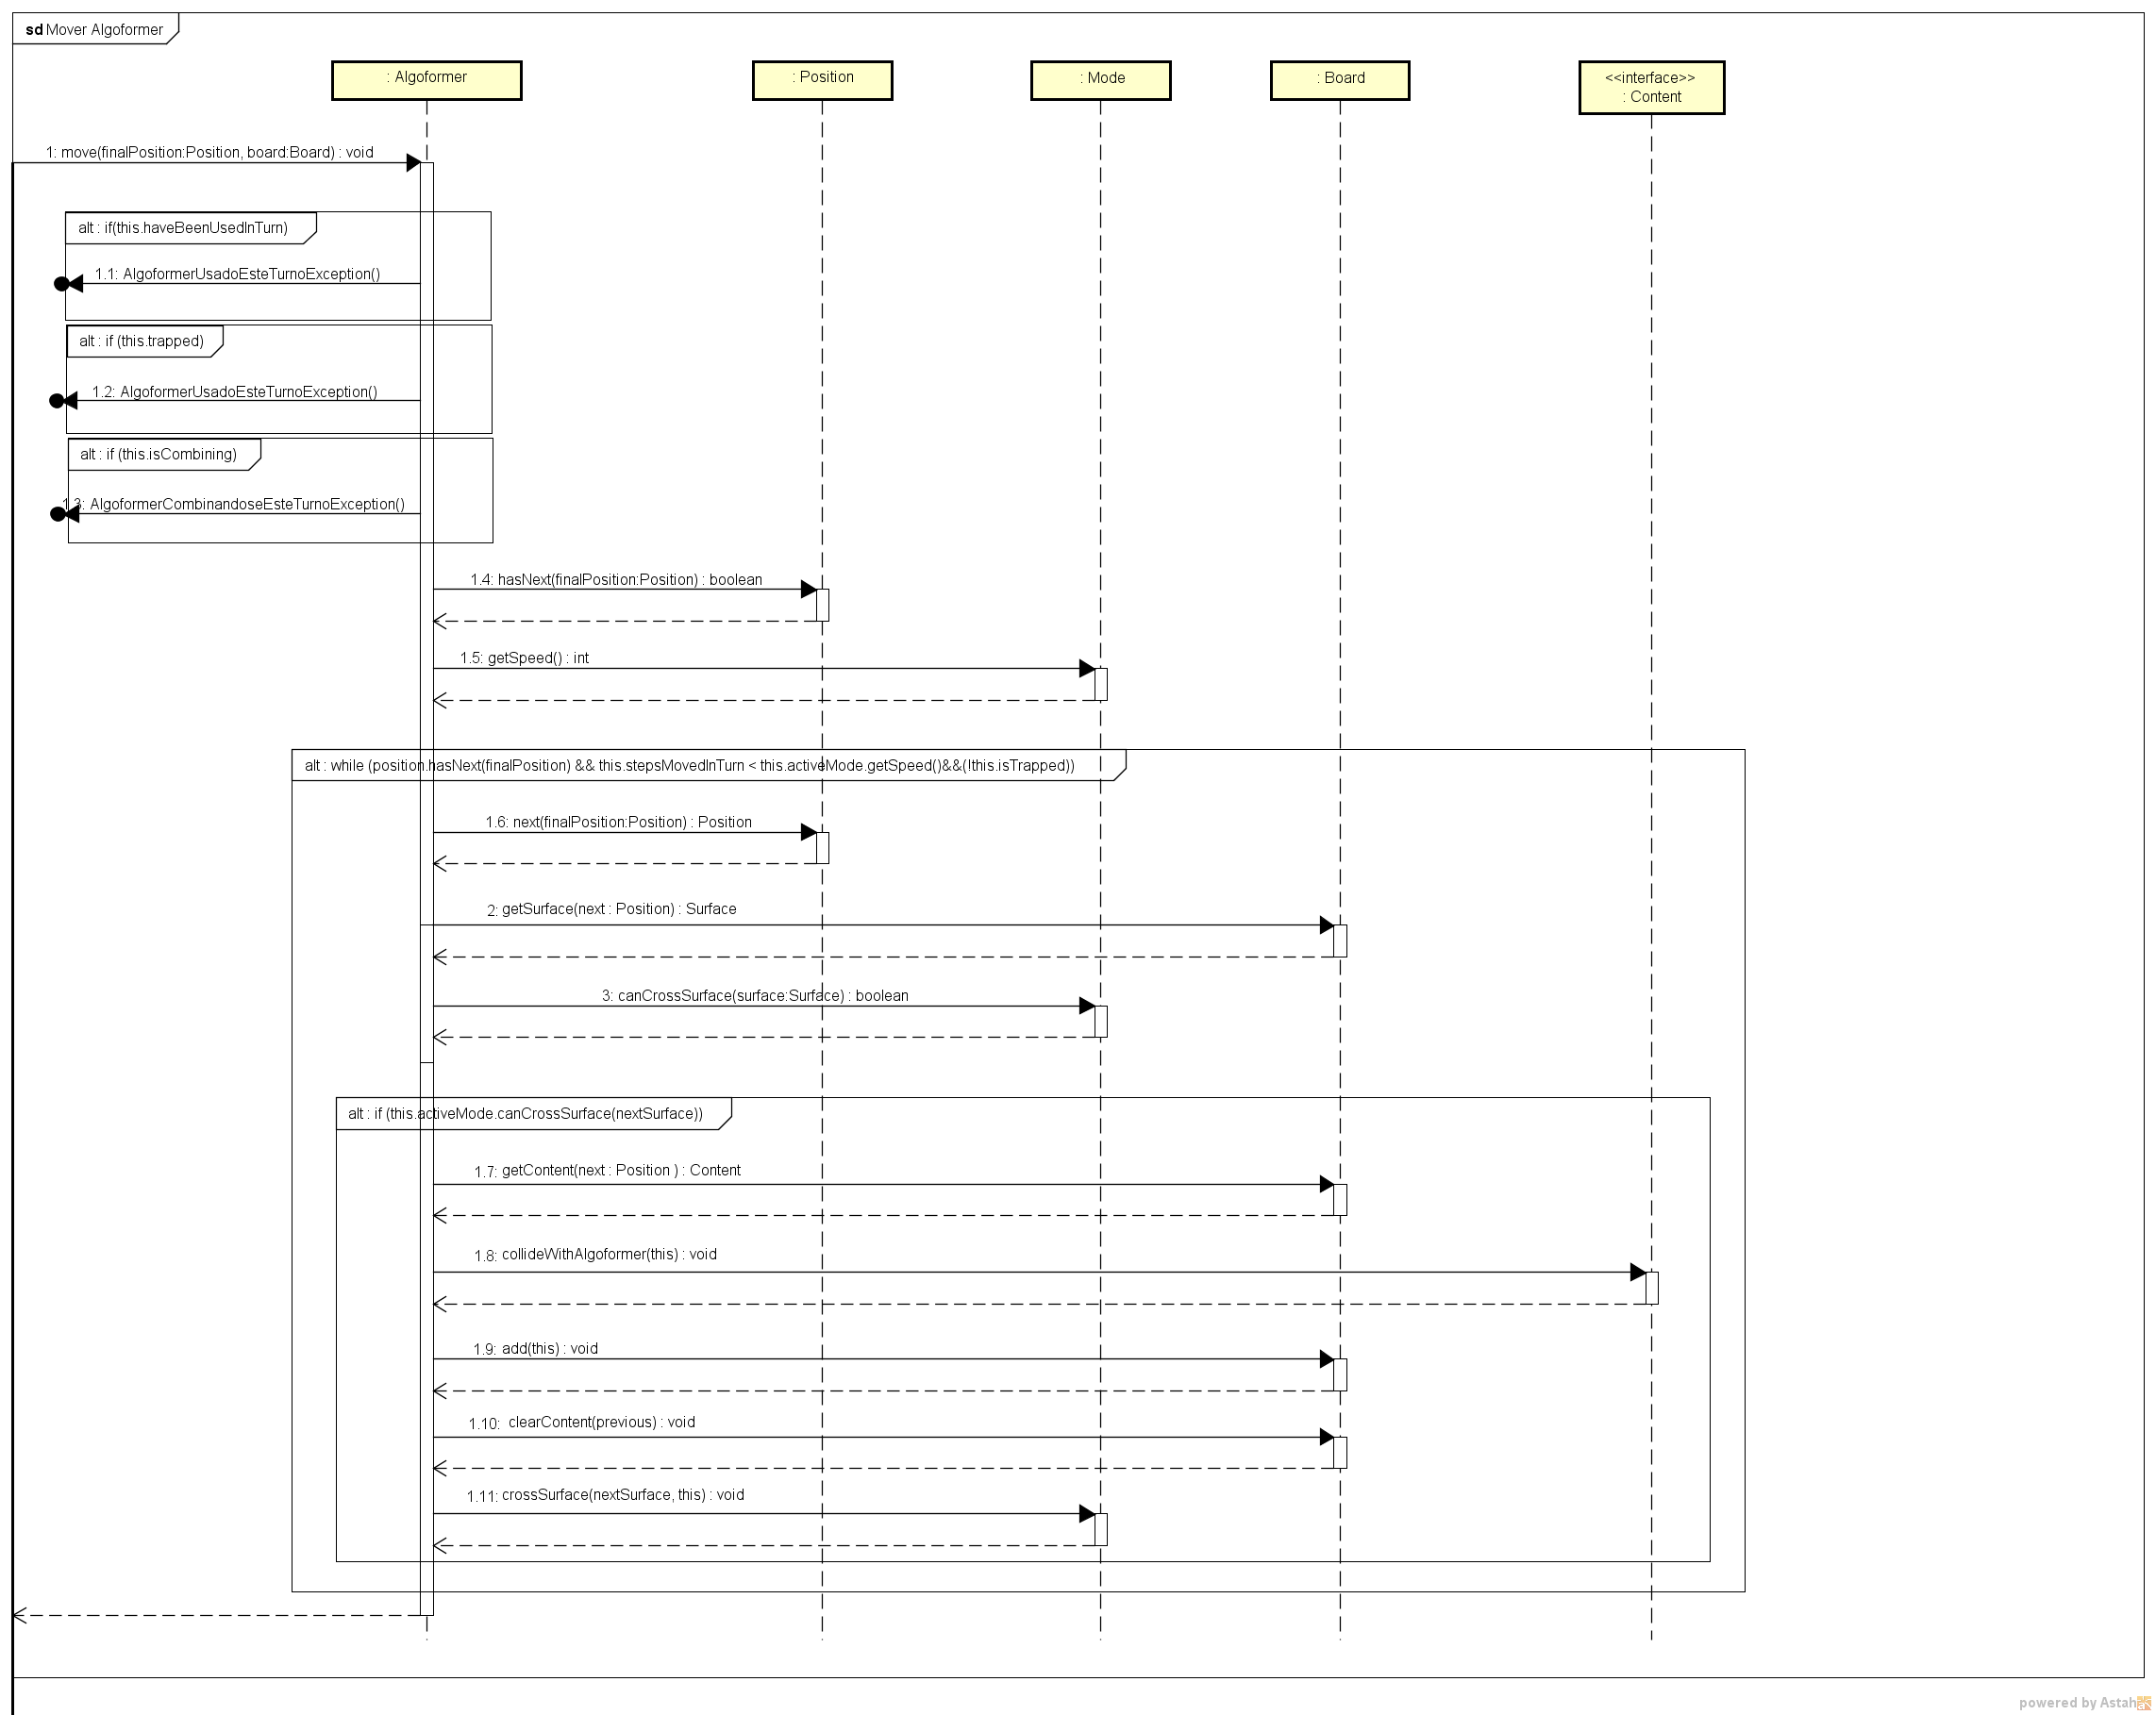 sd Mover Algoformer
: Algoformer
: Position
: Mode
: Board
<<interface>>
: Content
1: move(finalPosition:Position, board:Board) : void
alt : if(this.haveBeenUsedInTurn)
1.1: AlgoformerUsadoEsteTurnoException()
alt : if (this.trapped)
1.2: AlgoformerUsadoEsteTurnoException()
alt : if (this.isCombining)
1.3: AlgoformerCombinandoseEsteTurnoException()
1.4: hasNext(finalPosition:Position) : boolean
1.5: getSpeed() : int
alt : while (position.hasNext(finalPosition) && this.stepsMovedInTurn < this.activeMode.getSpeed()&&(!this.isTrapped))
1.6: next(finalPosition:Position) : Position
2: getSurface(next : Position) : Surface
3: canCrossSurface(surface:Surface) : boolean
alt : if (this.activeMode.canCrossSurface(nextSurface))
1.7: getContent(next : Position ) : Content
1.8: collideWithAlgoformer(this) : void
1.9: add(this) : void
1.10: clearContent(previous) : void
1.11: crossSurface(nextSurface, this) : void
powered by Astah